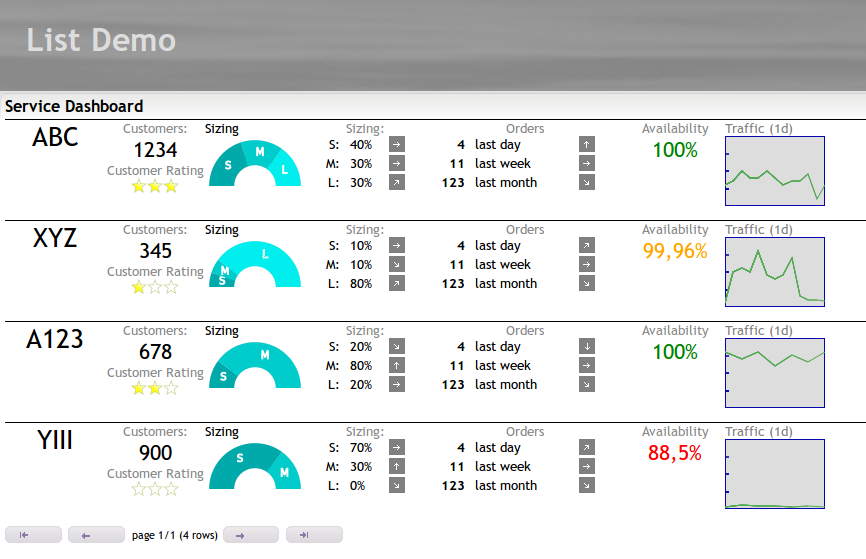 List Demo
Service Dashboard
ABC Customers: Sizing Sizing: Orders Availability Traffic (1d)
1234 S M L S: 40% 4 last day 100%
Customer Rating M: 30% 11 last week
L: 30% 123 last month
XYZ Customers: Sizing Sizing: Orders Availability Traffic (1d)
345 S M L S: 10% 4 last day 99,96%
Customer Rating M: 10% 11 last week
L: 80% 123 last month
A123 Customers: Sizing Sizing: Orders Availability Traffic (1d)
678 S M S: 20% 4 last day 100%
Customer Rating M: 80% 11 last week
L: 20% 123 last month
YIII Customers: Sizing Sizing: Orders Availability Traffic (1d)
900 S M S: 70% 4 last day 88,5%
Customer Rating M: 30% 11 last week
L: 0% 123 last month
page 1/1 (4 rows)